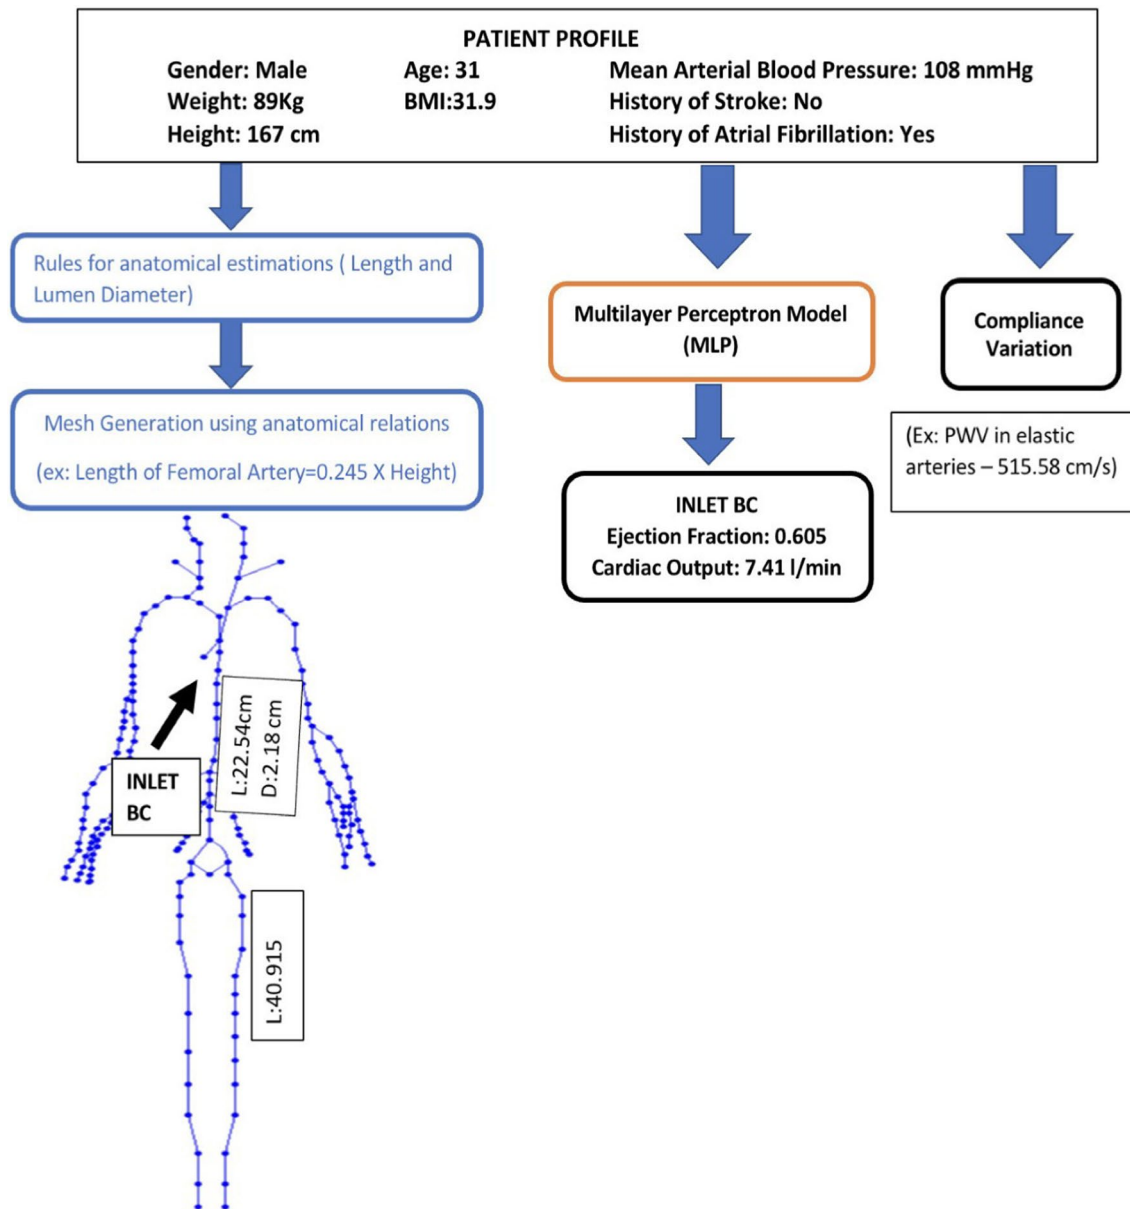 PATIENT PROFILE
Gender: Male Age: 31 Mean Arterial Blood Pressure: 108 mmHg
Weight: 89Kg BMI:31.9 History of Stroke: No
Height: 167 cm History of Atrial Fibrillation: Yes
Rules for anatomical estimations ( Length and
Lumen Diameter)
Mesh Generation using anatomical relations
(ex: Length of Femoral Artery=0.245 X Height)
Multilayer Perceptron Model
(MLP)
INLET BC
Ejection Fraction: 0.605
Cardiac Output: 7.41 l/min
Compliance
Variation
(Ex: PWV in elastic
arteries – 515.58 cm/s)
L:22.54cm
D:2.18 cm
INLET
BC
L:40.915